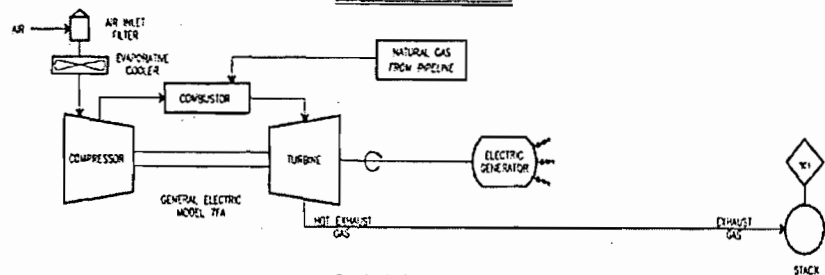 AIR
AIR INLET
FILTER
EVAPORATIVE
COOLER
NATURAL GAS
FROM PIPELINE
COMBUSTOR
COMPRESSOR
TURBINE
ELECTRIC
GENERATOR
GENERAL ELECTRIC
MODEL 7FA
HOT EXHAUST
GAS
EXHAUST
GAS
STACK